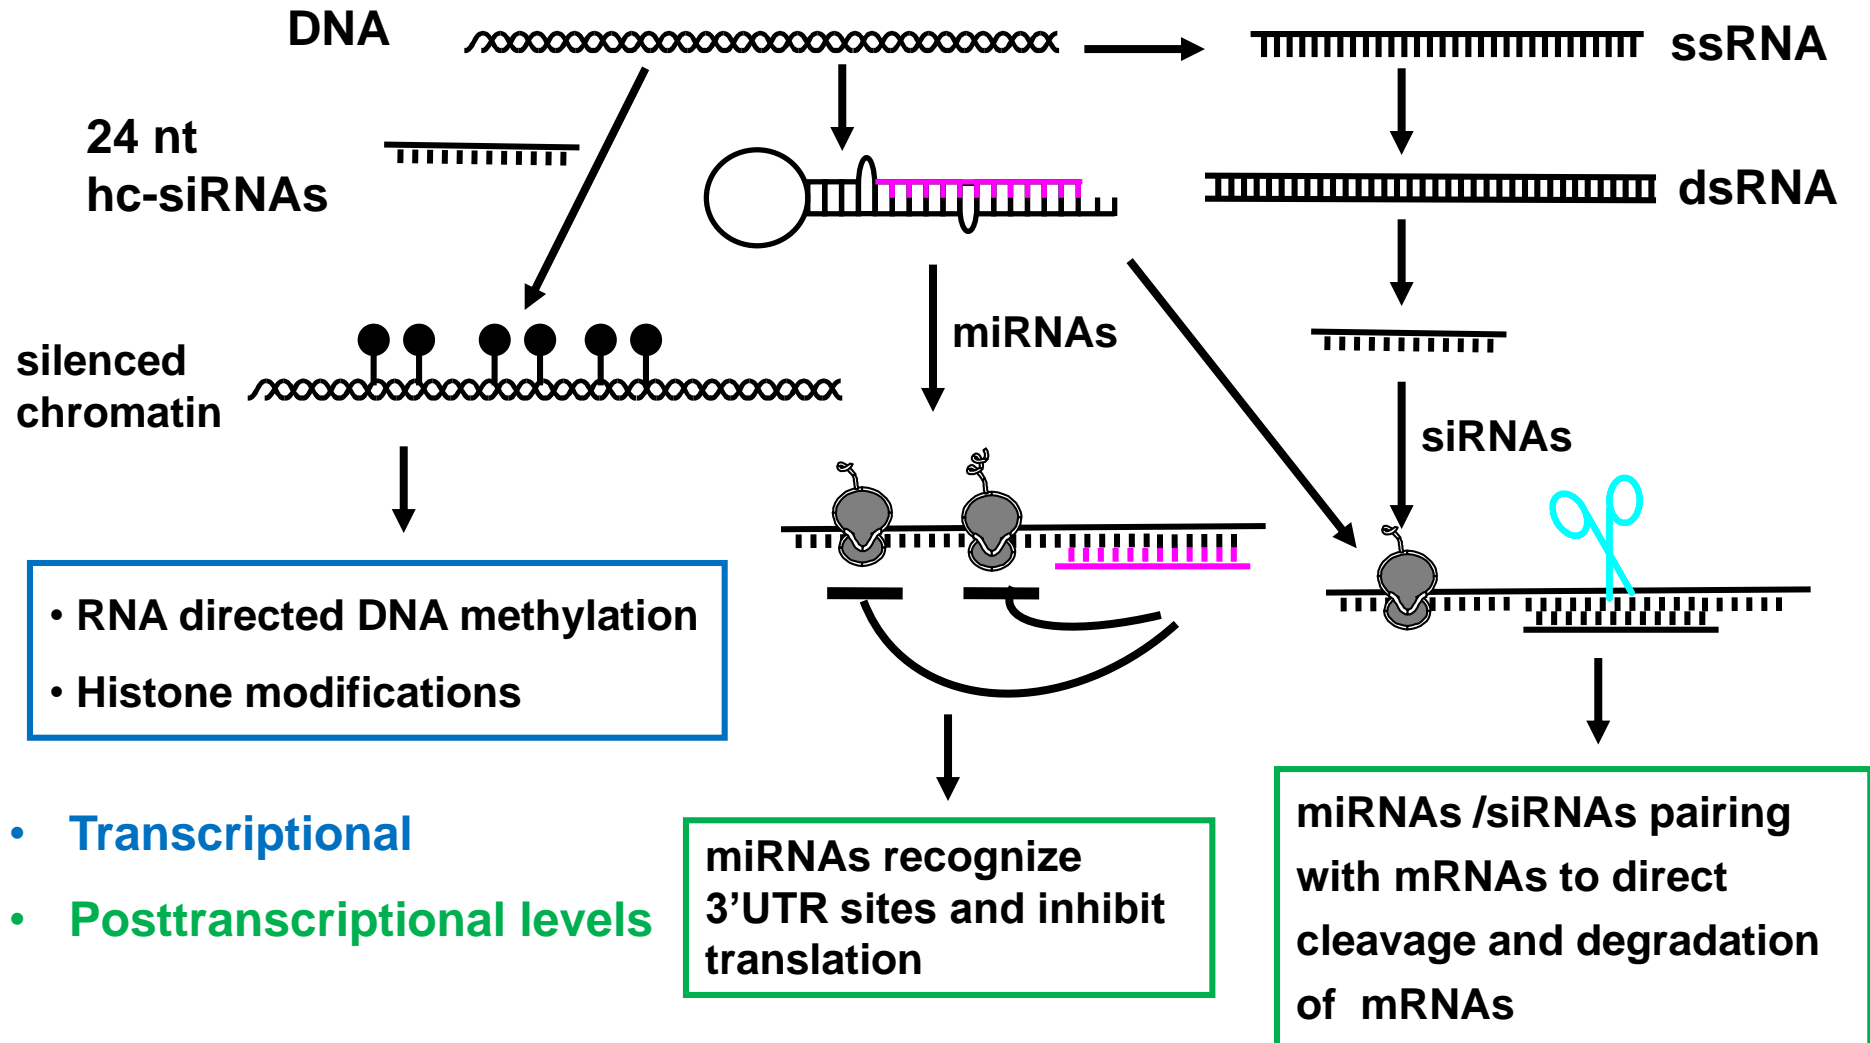 DNA
ssRNA
24 nt
hc-siRNAs
dsRNA
miRNAs
silenced
chromatin
siRNAs
• RNA directed DNA methylation
• Histone modifications
• Transcriptional
• Posttranscriptional levels
miRNAs recognize
3’UTR sites and inhibit
translation
miRNAs /siRNAs pairing
with mRNAs to direct
cleavage and degradation
of mRNAs